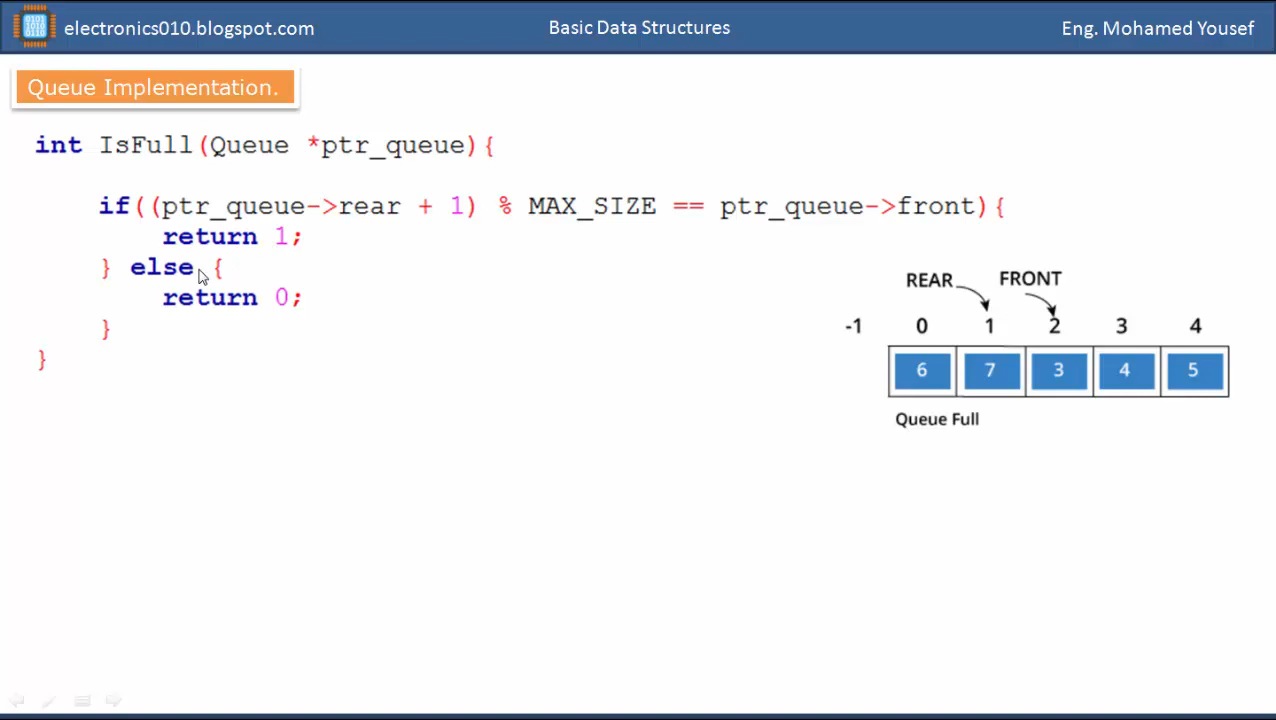 electronics010.blogspot.com Basic Data Structures Eng. Mohamed Yousef
Queue Implementation.
int IsFull(Queue *ptr_queue){
if((ptr_queue->rear + 1) % MAX_SIZE == ptr_queue->front){
return 1;
} else {
return 0;
}
}
REAR FRONT
-1 0 1 2 3 4
6 7 3 4 5
Queue Full